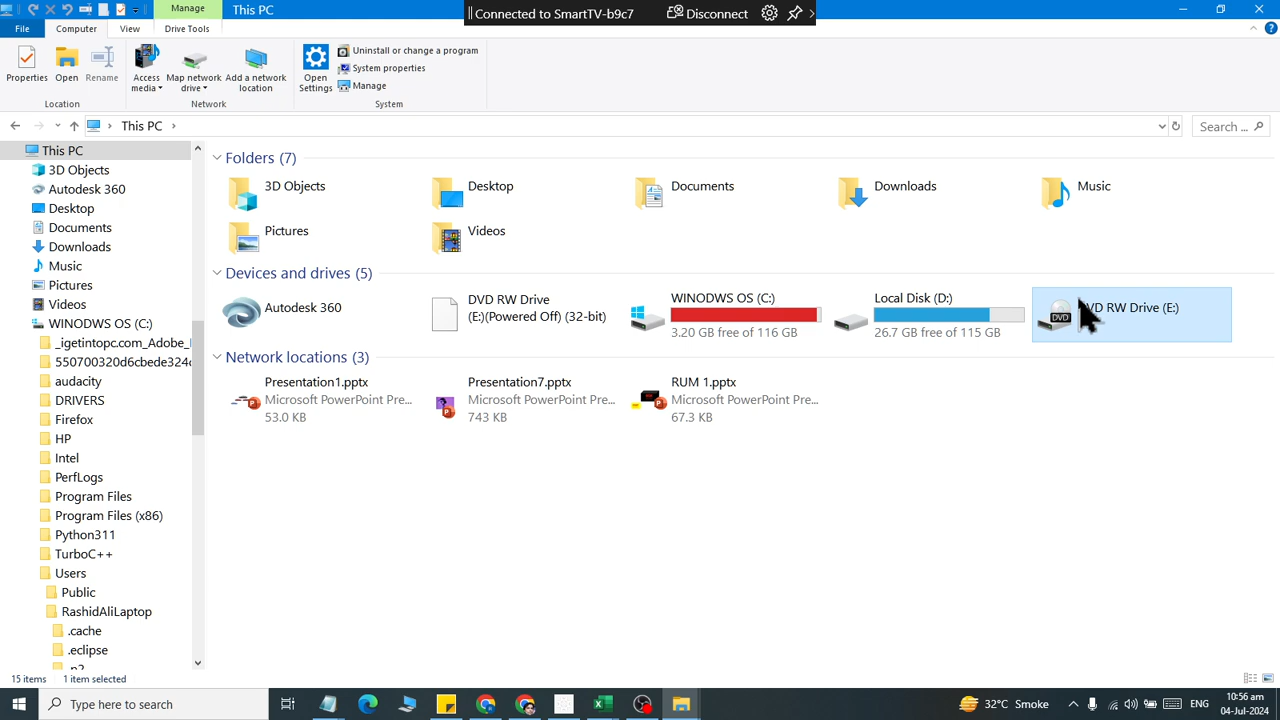 Manage
This PC
Connected to SmartTV-b9c7
Disconnect
File
Computer
View
Drive Tools
Properties
Open
Rename
Access
media
Map network
drive
Add a network
location
Open
Settings
Uninstall or change a program
System properties
Manage
Location
Network
System
This PC
Search ...
This PC
3D Objects
Autodesk 360
Desktop
Documents
Downloads
Music
Pictures
Videos
WINODWS OS (C:)
_igetintopc.com_Adobe_
550700320d6cbede324
audacity
DRIVERS
Firefox
HP
Intel
PerfLogs
Program Files
Program Files (x86)
Python311
TurboC++
Users
Public
RashidAliLaptop
.cache
.eclipse
.p2
Folders (7)
3D Objects
Desktop
Documents
Downloads
Music
Pictures
Videos
Devices and drives (5)
Autodesk 360
DVD RW Drive
(E:)(Powered Off) (32-bit)
WINODWS OS (C:)
3.20 GB free of 116 GB
Local Disk (D:)
26.7 GB free of 115 GB
DVD
VD RW Drive (E:)
Network locations (3)
Presentation1.pptx
Microsoft PowerPoint Pre...
53.0 KB
Presentation7.pptx
Microsoft PowerPoint Pre...
743 KB
RUM 1.pptx
Microsoft PowerPoint Pre...
67.3 KB
15 items
1 item selected
Type here to search
32°C Smoke
ENG
10:56 am
04-Jul-2024